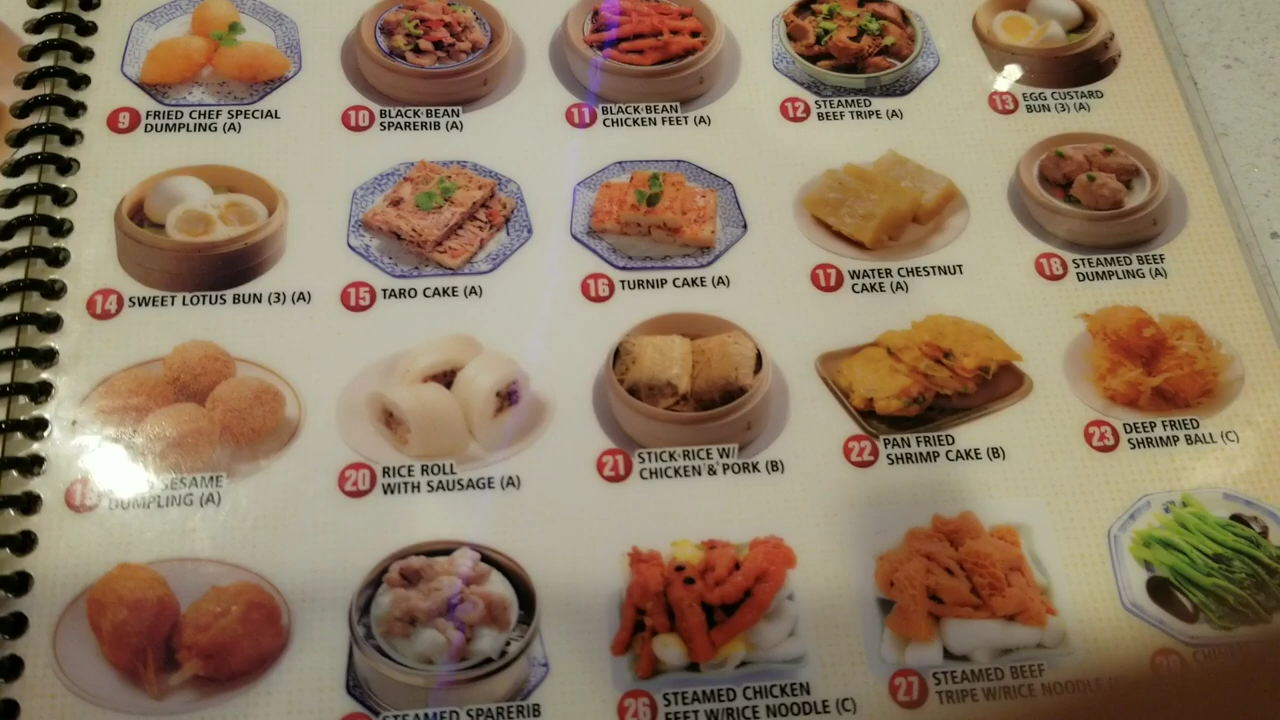 9 FRIED CHEF SPECIAL
DUMPLING (A)
10 BLACK BEAN
SPARERIB (A)
11 BLACK BEAN
CHICKEN FEET (A)
12 STEAMED
BEEF TRIPE (A)
13 EGG CUSTARD
BUN (3) (A)
14 SWEET LOTUS BUN (3) (A)
15 TARO CAKE (A)
16 TURNIP CAKE (A)
17 WATER CHESTNUT
CAKE (A)
18 STEAMED BEEF
DUMPLING (A)
SESAME
DUMPLING (A)
20 RICE ROLL
WITH SAUSAGE (A)
21 STICK RICE W/
CHICKEN & PORK (B)
22 PAN FRIED
SHRIMP CAKE (B)
23 DEEP FRIED
SHRIMP BALL (C)
STEAMED SPARERIB
26 STEAMED CHICKEN
FEET W/RICE NOODLE (C)
27 STEAMED BEEF
TRIPE W/RICE NOODLE